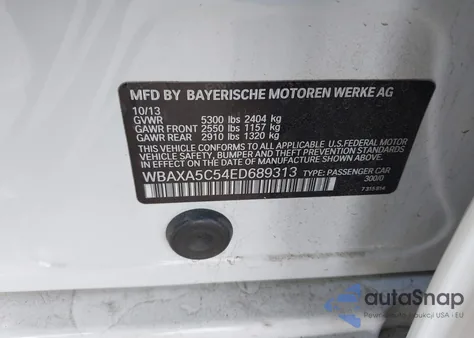 MFD BY BAYERISCHE MOTOREN WERKE AG
10/13
GVWR 5300 lbs 2404 kg
GAWR FRONT 2550 lbs 1157 kg
GAWR REAR 2910 lbs 1320 kg
THIS VEHICLE CONFORMS TO ALL APPLICABLE U.S.FEDERAL MOTOR
VEHICLE SAFETY, BUMPER, AND THEFT PREVENTION STANDARDS
IN EFFECT ON THE DATE OF MANUFACTURE SHOWN ABOVE.
WBAXA5C54ED689313 TYPE: PASSENGER CAR
300/0
autoSnap
USA - EU